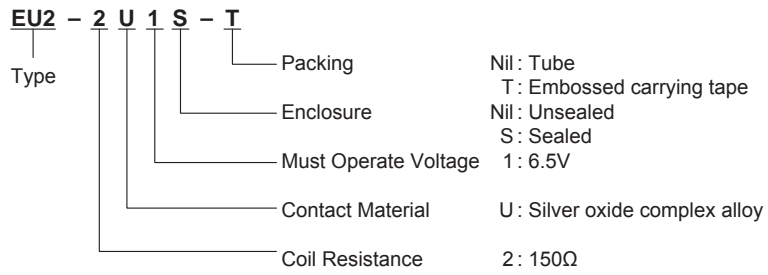 EU2 – 2 U 1 S – T
Type
Packing Nil : Tube
T : Embossed carrying tape
Enclosure Nil : Unsealed
S : Sealed
Must Operate Voltage 1 : 6.5V
Contact Material U : Silver oxide complex alloy
Coil Resistance 2 : 150Ω